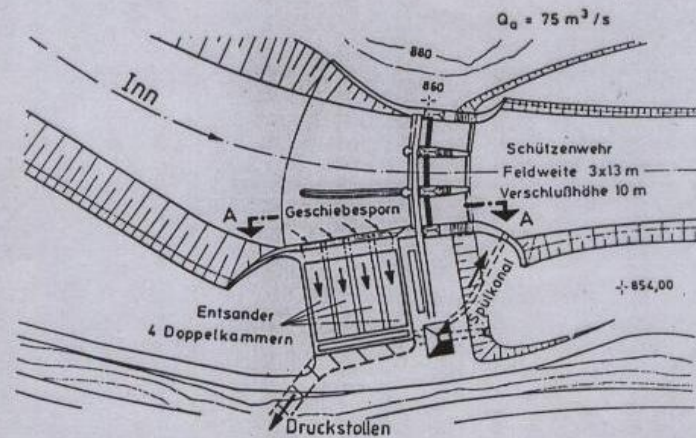 Qa = 75 m³/s
880
860
Inn
Schützenwehr
Feldweite 3x13 m
Verschlußhöhe 10 m
A
Geschiebesporn
A
Spülkanal
854,00
Entsander
4 Doppelkammern
Druckstollen